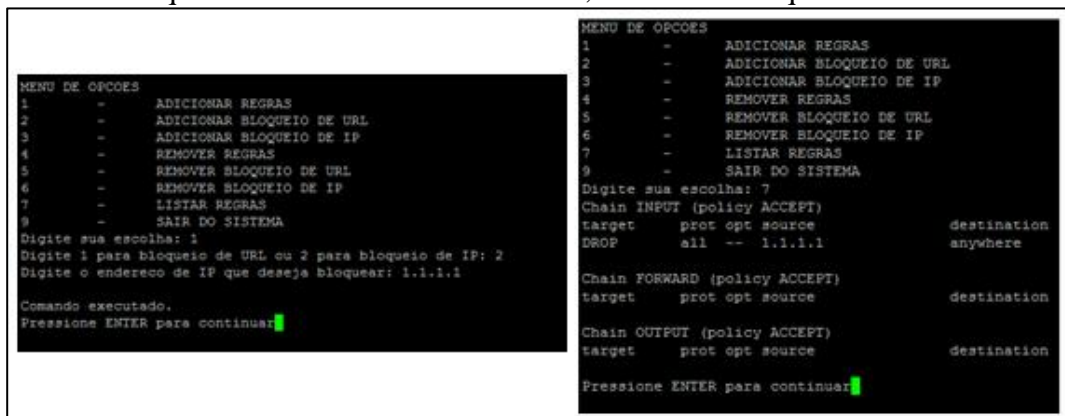 MENU DE OPCOES
1 - ADICIONAR REGRAS
2 - ADICIONAR BLOQUEIO DE URL
3 - ADICIONAR BLOQUEIO DE IP
4 - REMOVER REGRAS
5 - REMOVER BLOQUEIO DE URL
6 - REMOVER BLOQUEIO DE IP
7 - LISTAR REGRAS
9 - SAIR DO SISTEMA
Digite sua escolha: 1
Digite 1 para bloqueio de URL ou 2 para bloqueio de IP: 2
Digite o endereco de IP que deseja bloquear: 1.1.1.1
Comando executado.
Pressione ENTER para continuar
MENU DE OPCOES
1 - ADICIONAR REGRAS
2 - ADICIONAR BLOQUEIO DE URL
3 - ADICIONAR BLOQUEIO DE IP
4 - REMOVER REGRAS
5 - REMOVER BLOQUEIO DE URL
6 - REMOVER BLOQUEIO DE IP
7 - LISTAR REGRAS
9 - SAIR DO SISTEMA
Digite sua escolha: 7
Chain INPUT (policy ACCEPT)
target prot opt source destination
DROP all -- 1.1.1.1 anywhere
Chain FORWARD (policy ACCEPT)
target prot opt source destination
Chain OUTPUT (policy ACCEPT)
target prot opt source destination
Pressione ENTER para continuar